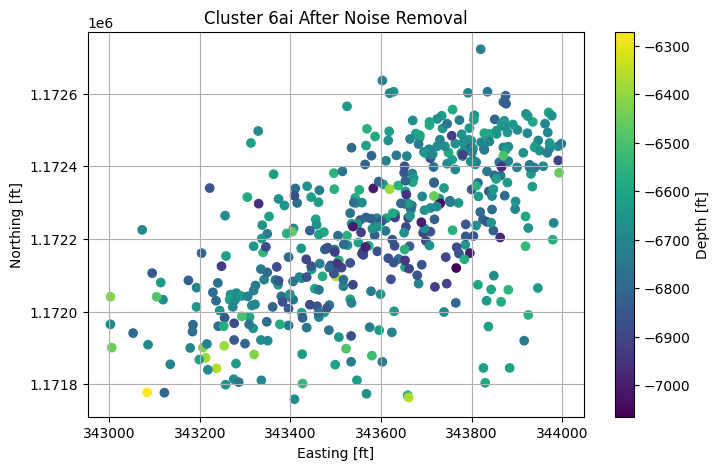 Cluster 6ai After Noise Removal
1e6
1.1726
1.1724
1.1722
1.1720
1.1718
Northing [ft]
343000 343200 343400 343600 343800 344000
Easting [ft]
−6300
−6400
−6500
−6600
−6700
−6800
−6900
−7000
Depth [ft]